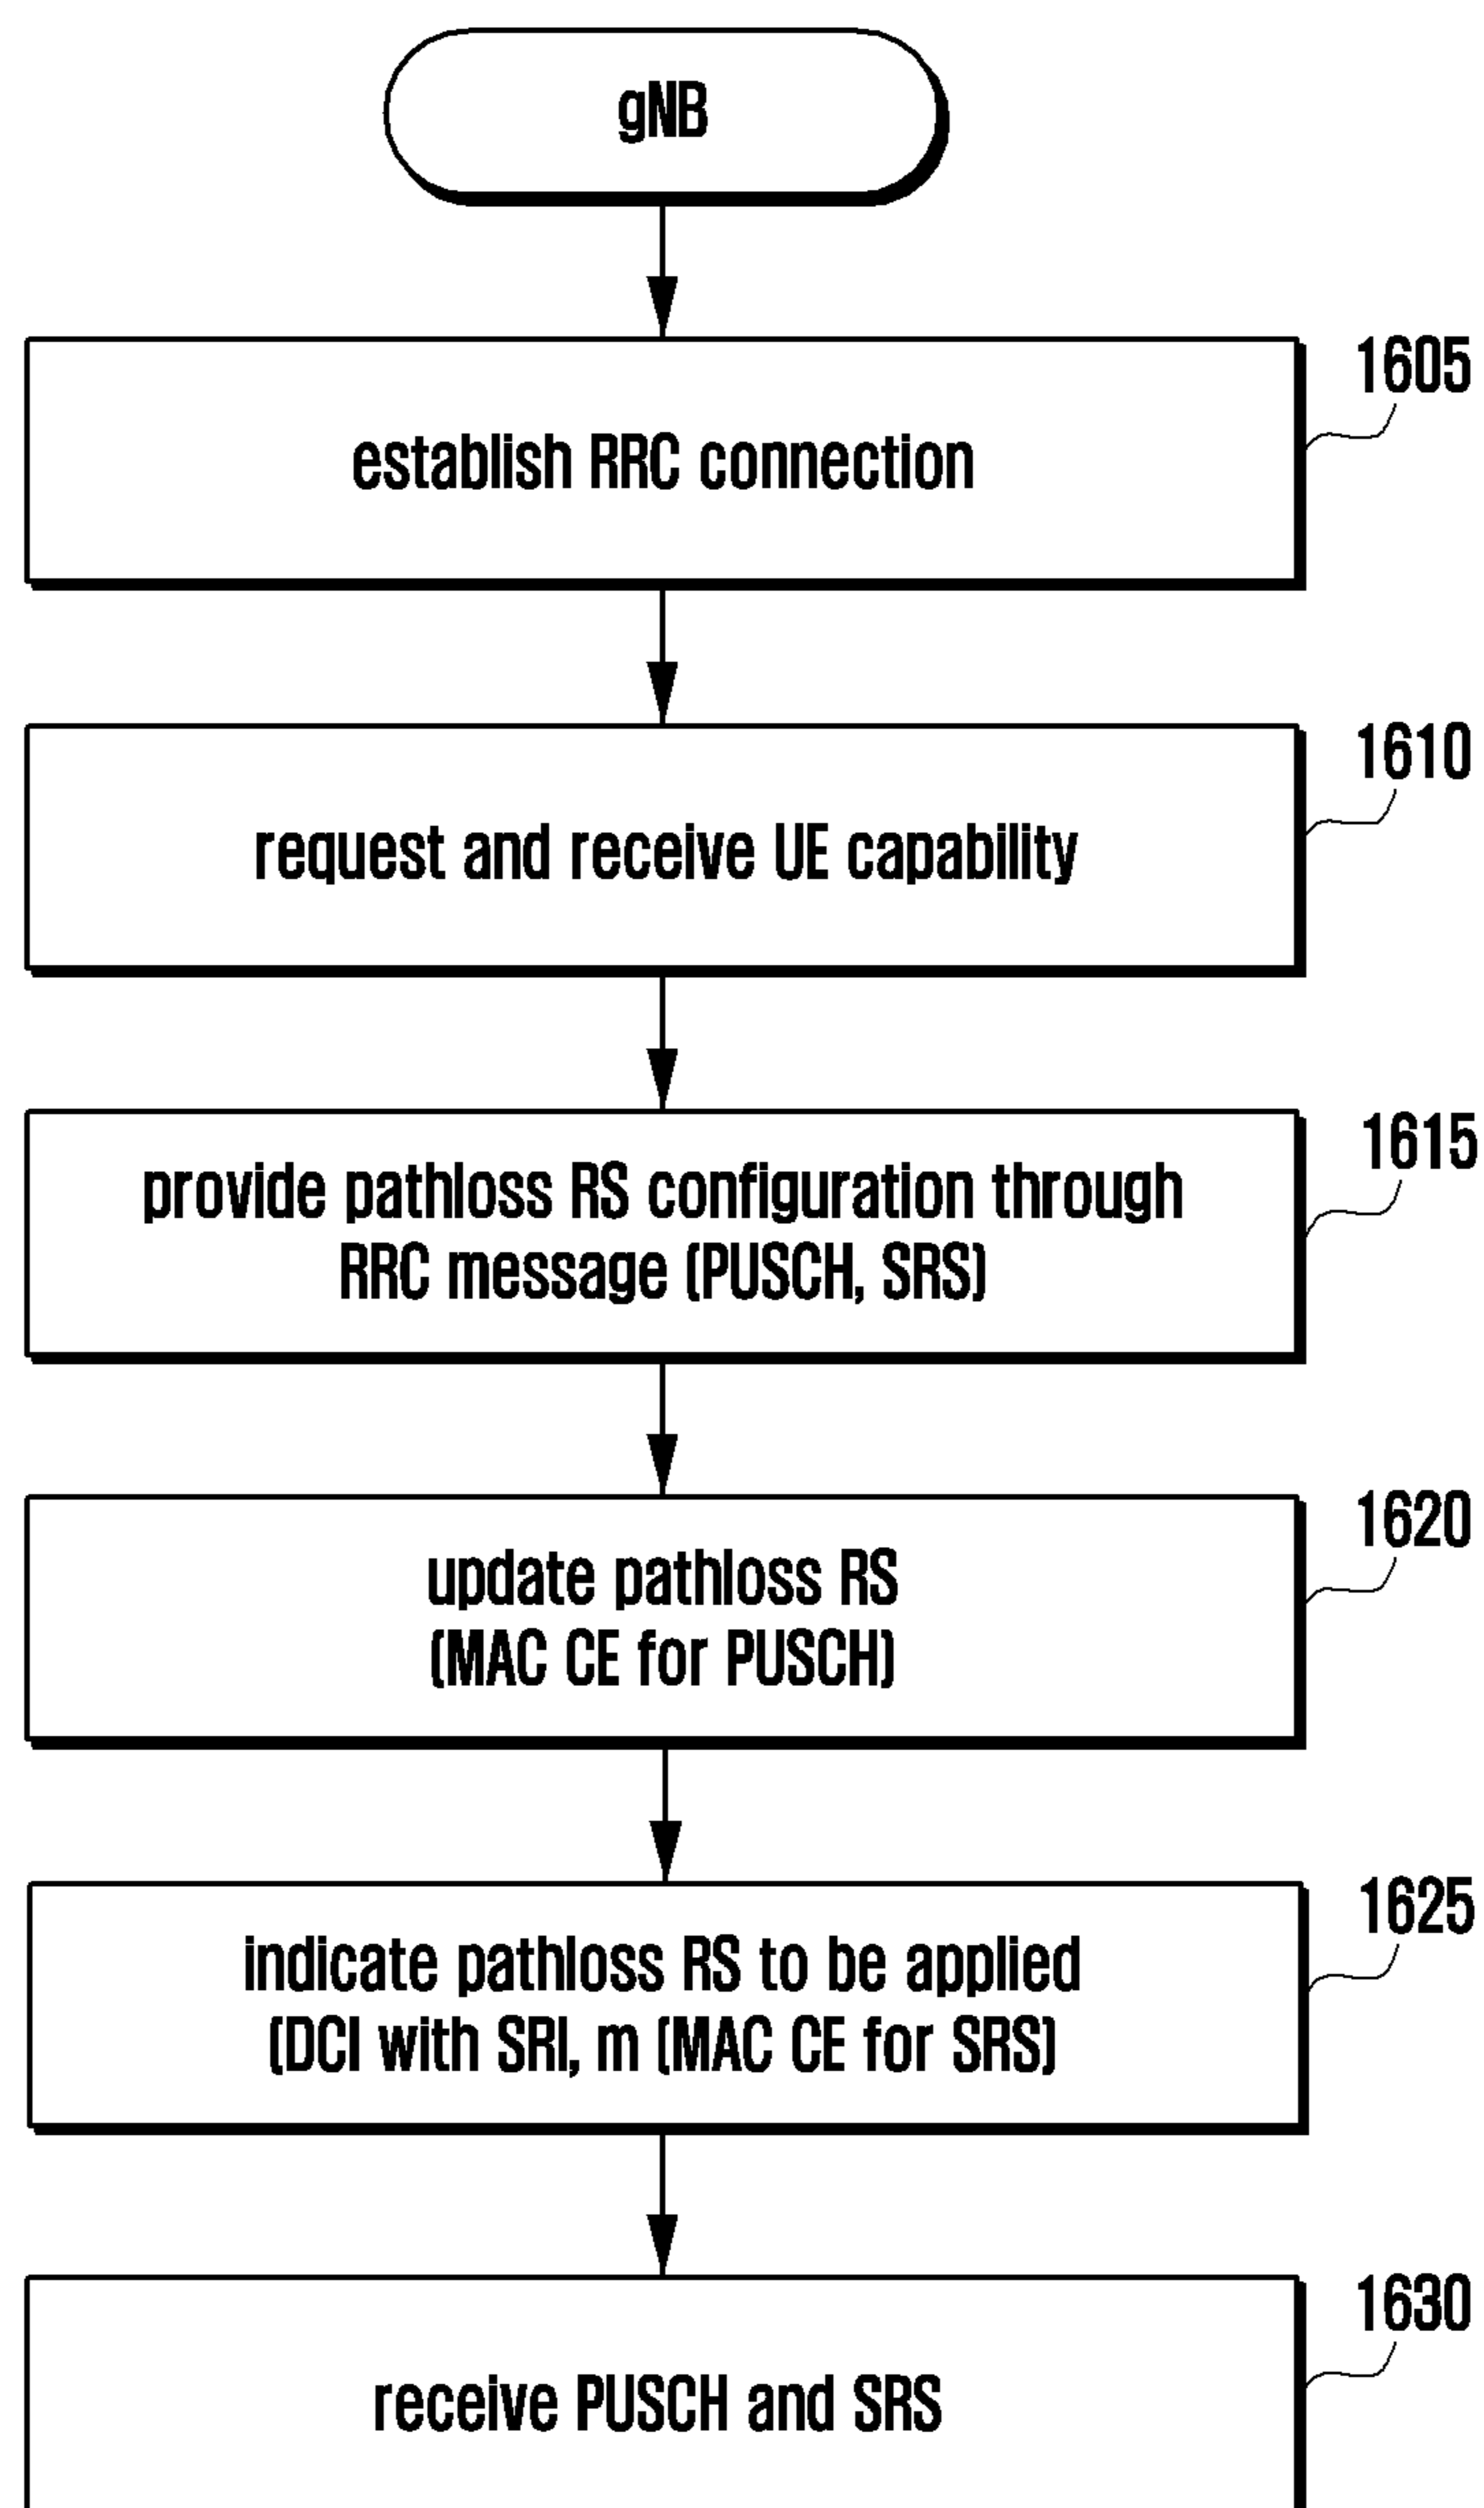 gNB
1605
establish RRC connection
1610
request and receive UE capability
1615
provide pathloss RS configuration through
RRC message (PUSCH, SRS)
1620
update pathloss RS
(MAC CE for PUSCH)
1625
indicate pathloss RS to be applied
(DCI with SRI, m (MAC CE for SRS)
1630
receive PUSCH and SRS